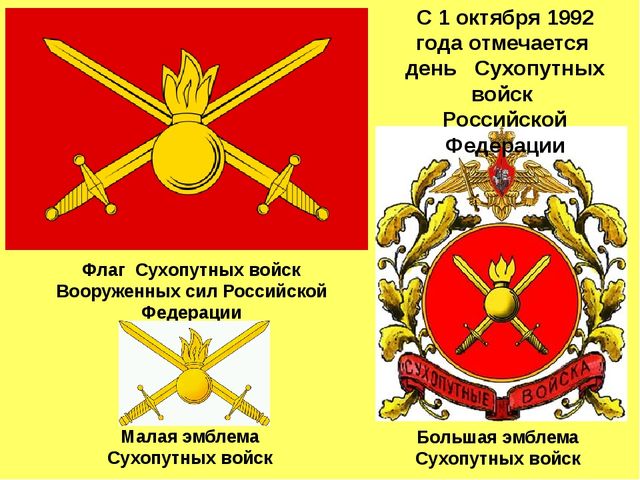 С 1 октября 1992
года отмечается
день Сухопутных
войск
Российской
Федерации
Флаг Сухопутных войск
Вооруженных сил Российской
Федерации
СУХОПУТНЫЕ ВОЙСКА
Малая эмблема
Сухопутных войск
Большая эмблема
Сухопутных войск